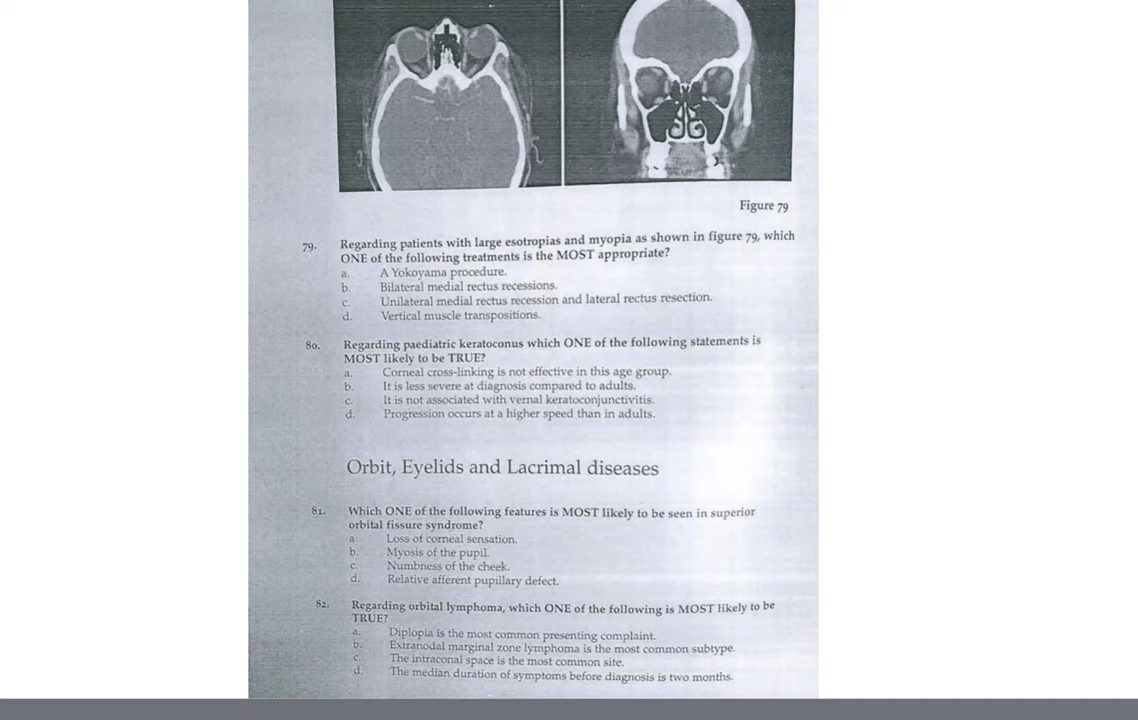 Figure 79
79. Regarding patients with large esotropias and myopia as shown in figure 79, which
ONE of the following treatments is the MOST appropriate?
a. A Yokoyama procedure.
b. Bilateral medial rectus recessions.
c. Unilateral medial rectus recession and lateral rectus resection.
d. Vertical muscle transpositions.
80. Regarding paediatric keratoconus which ONE of the following statements is
MOST likely to be TRUE?
a. Corneal cross-linking is not effective in this age group.
b. It is less severe at diagnosis compared to adults.
c. It is not associated with vernal keratoconjunctivitis.
d. Progression occurs at a higher speed than in adults.
Orbit, Eyelids and Lacrimal diseases
81. Which ONE of the following features is MOST likely to be seen in superior
orbital fissure syndrome?
a. Loss of corneal sensation.
b. Myosis of the pupil.
c. Numbness of the cheek.
d. Relative afferent pupillary defect.
82. Regarding orbital lymphoma, which ONE of the following is MOST likely to be
TRUE?
a. Diplopia is the most common presenting complaint.
b. Extranodal marginal zone lymphoma is the most common subtype.
c. The intraconal space is the most common site.
d. The median duration of symptoms before diagnosis is two months.